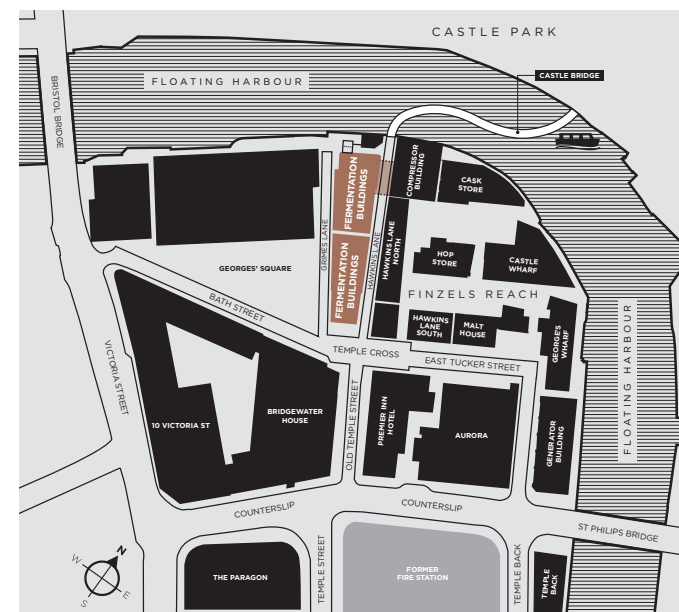 CASTLE PARK
CASTLE BRIDGE
FLOATING HARBOUR
BRISTOL BRIDGE
COMPRESSOR
BUILDING
CASK
STORE
FERMENTATION
BUILDINGS
GRIMES LANE
HAWKINS LANE
HAWKINS LANE
NORTH
HOP
STORE
CASTLE
WHARF
GEORGES' SQUARE
FERMENTATION
BUILDINGS
FINZELS REACH
BATH STREET
HAWKINS
LANE
SOUTH
MALT
HOUSE
GEORGE'S
WHARF
FLOATING HARBOUR
VICTORIA STREET
TEMPLE CROSS
EAST TUCKER STREET
10 VICTORIA ST
BRIDGEWATER
HOUSE
OLD TEMPLE STREET
PREMIER INN
HOTEL
AURORA
GENERATOR
BUILDING
COUNTERSLIP
COUNTERSLIP
ST PHILIPS BRIDGE
N
W
E
S
THE PARAGON
TEMPLE STREET
FORMER
FIRE STATION
TEMPLE BACK
TEMPLE
BACK